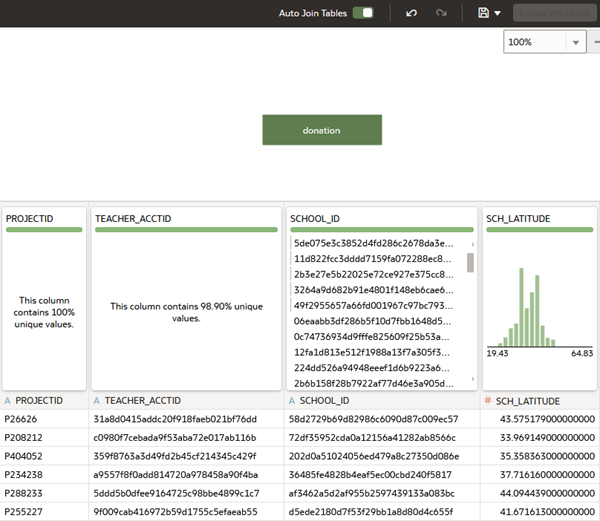 Auto Join Tables
Create Workbook
100%
donation
PROJECTID TEACHER_ACCTID SCHOOL_ID SCH_LATITUDE
This column contains 100% unique values.
This column contains 98.90% unique values.
5de075e3c3852d4fd286c2678da3e...
11d822fcc3dddd7159fa072288ec8...
2b3e27e5b22025e72ce927e375cc8...
3264a9d682b91e4801f148eb6cae6...
49f2955657a66fd001967c97bc793...
06eaabb3df286b5f10d7fbb1648d5...
0c74736934d9fffe825609f25b53a...
12fa1d813e512f1988a13f7a305f3...
224dd526a94948eeef1d6b9223a6...
2b6b158f28b7922af77d46e3a905d...
19.43 64.83
A PROJECTID A TEACHER_ACCTID A SCHOOL_ID # SCH_LATITUDE
P26626 31a8d0415addc20f918faeb021bf76dd 58d2729b69d82986c6090d87c009ec57 43.575179000000000
P208212 c0980f7cebada9f53aba72e017ab116b 72df35952cda0a12156a41282ab8566c 33.969149000000000
P404052 359f8763a3d49fd2b45cf214345c429f 202d0a51024056ed479a8c27350d086e 35.358363000000000
P234238 a9557f8f0add814720a978458a90f4ba 36485fe4828b4eaf5ec00cbd240f5817 37.716160000000000
P288233 5ddd5b0dfee9164725c98bbe4899c1c7 af3462a5d2af955b2597439133a083bc 44.094439000000000
P255227 9f009cab416972b59d1755c5efaeab55 d5ede2180d7f53f29bb1a8d80d4c655f 41.671613000000000